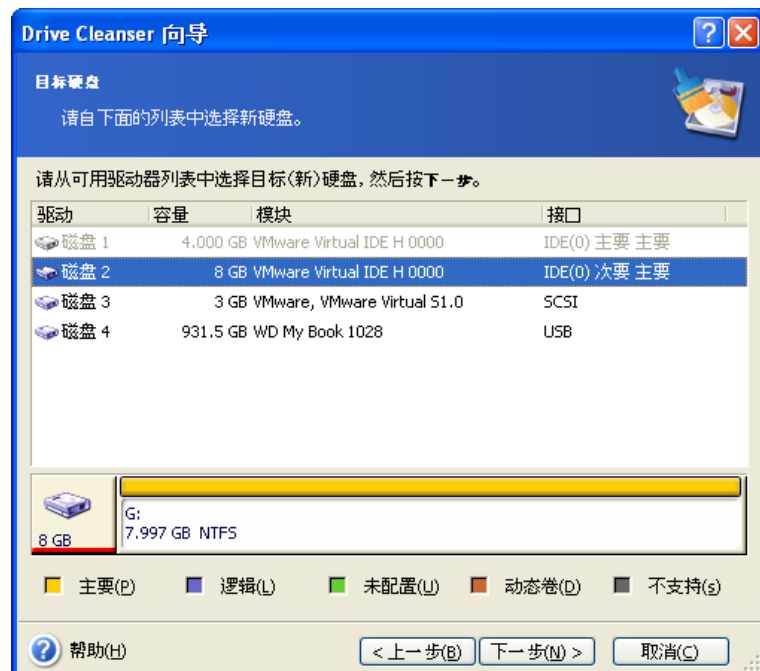 Drive Cleanser 向导
目标硬盘
请自下面的列表中选择新硬盘。
请从可用驱动器列表中选择目标(新)硬盘, 然后按下一步。
驱动 容量 模块 接口
磁盘 1 4.000 GB VMware Virtual IDE H 0000 IDE(0) 主要 主要
磁盘 2 8 GB VMware Virtual IDE H 0000 IDE(0) 次要 主要
磁盘 3 3 GB VMware, VMware Virtual S1.0 SCSI
磁盘 4 931.5 GB WD My Book 1028 USB
G:
8 GB 7.997 GB NTFS
主要(P) 逻辑(L) 未配置(U) 动态卷(D) 不支持(s)
帮助(H) < 上一步(B) 下一步(N) > 取消(C)